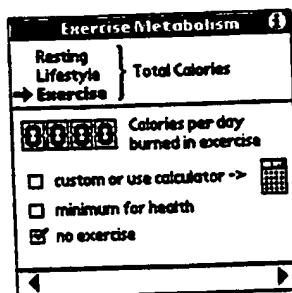 Exercise Metabolism
Resting
Lifestyle
Exercise
Total Calories
0000
Calories per day
burned in exercise
custom or use calculator ->
minimum for health
no exercise